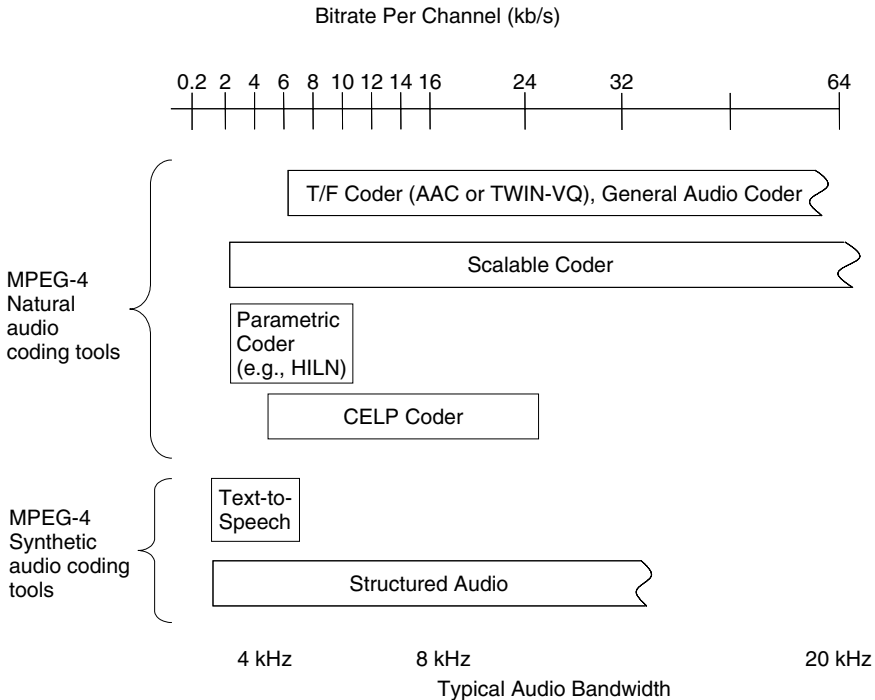 Bitrate Per Channel (kb/s)
0.2 2 4 6 8 10 12 14 16 24 32 64
T/F Coder (AAC or TWIN-VQ), General Audio Coder
Scalable Coder
MPEG-4
Natural
audio
coding tools
Parametric
Coder
(e.g., HILN)
CELP Coder
Text-to-
Speech
MPEG-4
Synthetic
audio coding
tools
Structured Audio
4 kHz 8 kHz 20 kHz
Typical Audio Bandwidth